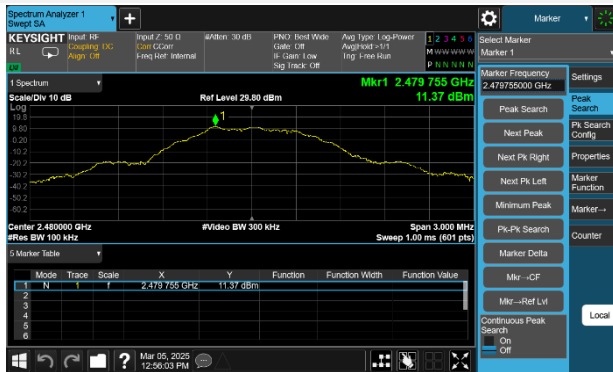 Spectrum Analyzer 1
Swept SA
Marker
KEYSIGHT Input: RF
RL
Coupling: DC
Align: Off
Input Z: 50 Ω
Corr CCorr
Freq Ref: Internal
#Atten: 30 dB
PNO: Best Wide
Gate: Off
IF Gain: Low
Sig Track: Off
Avg Type: Log-Power
Avg|Hold:>1/1
Trig: Free Run
1 2 3 4 5 6
M W W W W W
P N N N N N
Select Marker
Marker 1
1 Spectrum
Scale/Div 10 dB
Ref Level 29.80 dBm
Mkr1 2.479 755 GHz
11.37 dBm
Log
19.8
9.80
0.20
-10.2
-20.2
-30.2
-40.2
-50.2
-60.2
1
Center 2.480000 GHz
#Res BW 100 kHz
#Video BW 300 kHz
Span 3.000 MHz
Sweep 1.00 ms (601 pts)
5 Marker Table
Mode Trace Scale X Y Function Function Width Function Value
1 N 1 f 2.479 755 GHz 11.37 dBm
2
3
4
5
6
Marker Frequency
2.479755000 GHz
Peak Search
Next Peak
Next Pk Right
Next Pk Left
Minimum Peak
Pk-Pk Search
Marker Delta
Mkr→CF
Mkr→Ref Lvl
Continuous Peak
Search
On
Off
Settings
Peak
Search
Pk Search
Config
Properties
Marker
Function
Marker→
Counter
Local
?
Mar 05, 2025
12:56:03 PM